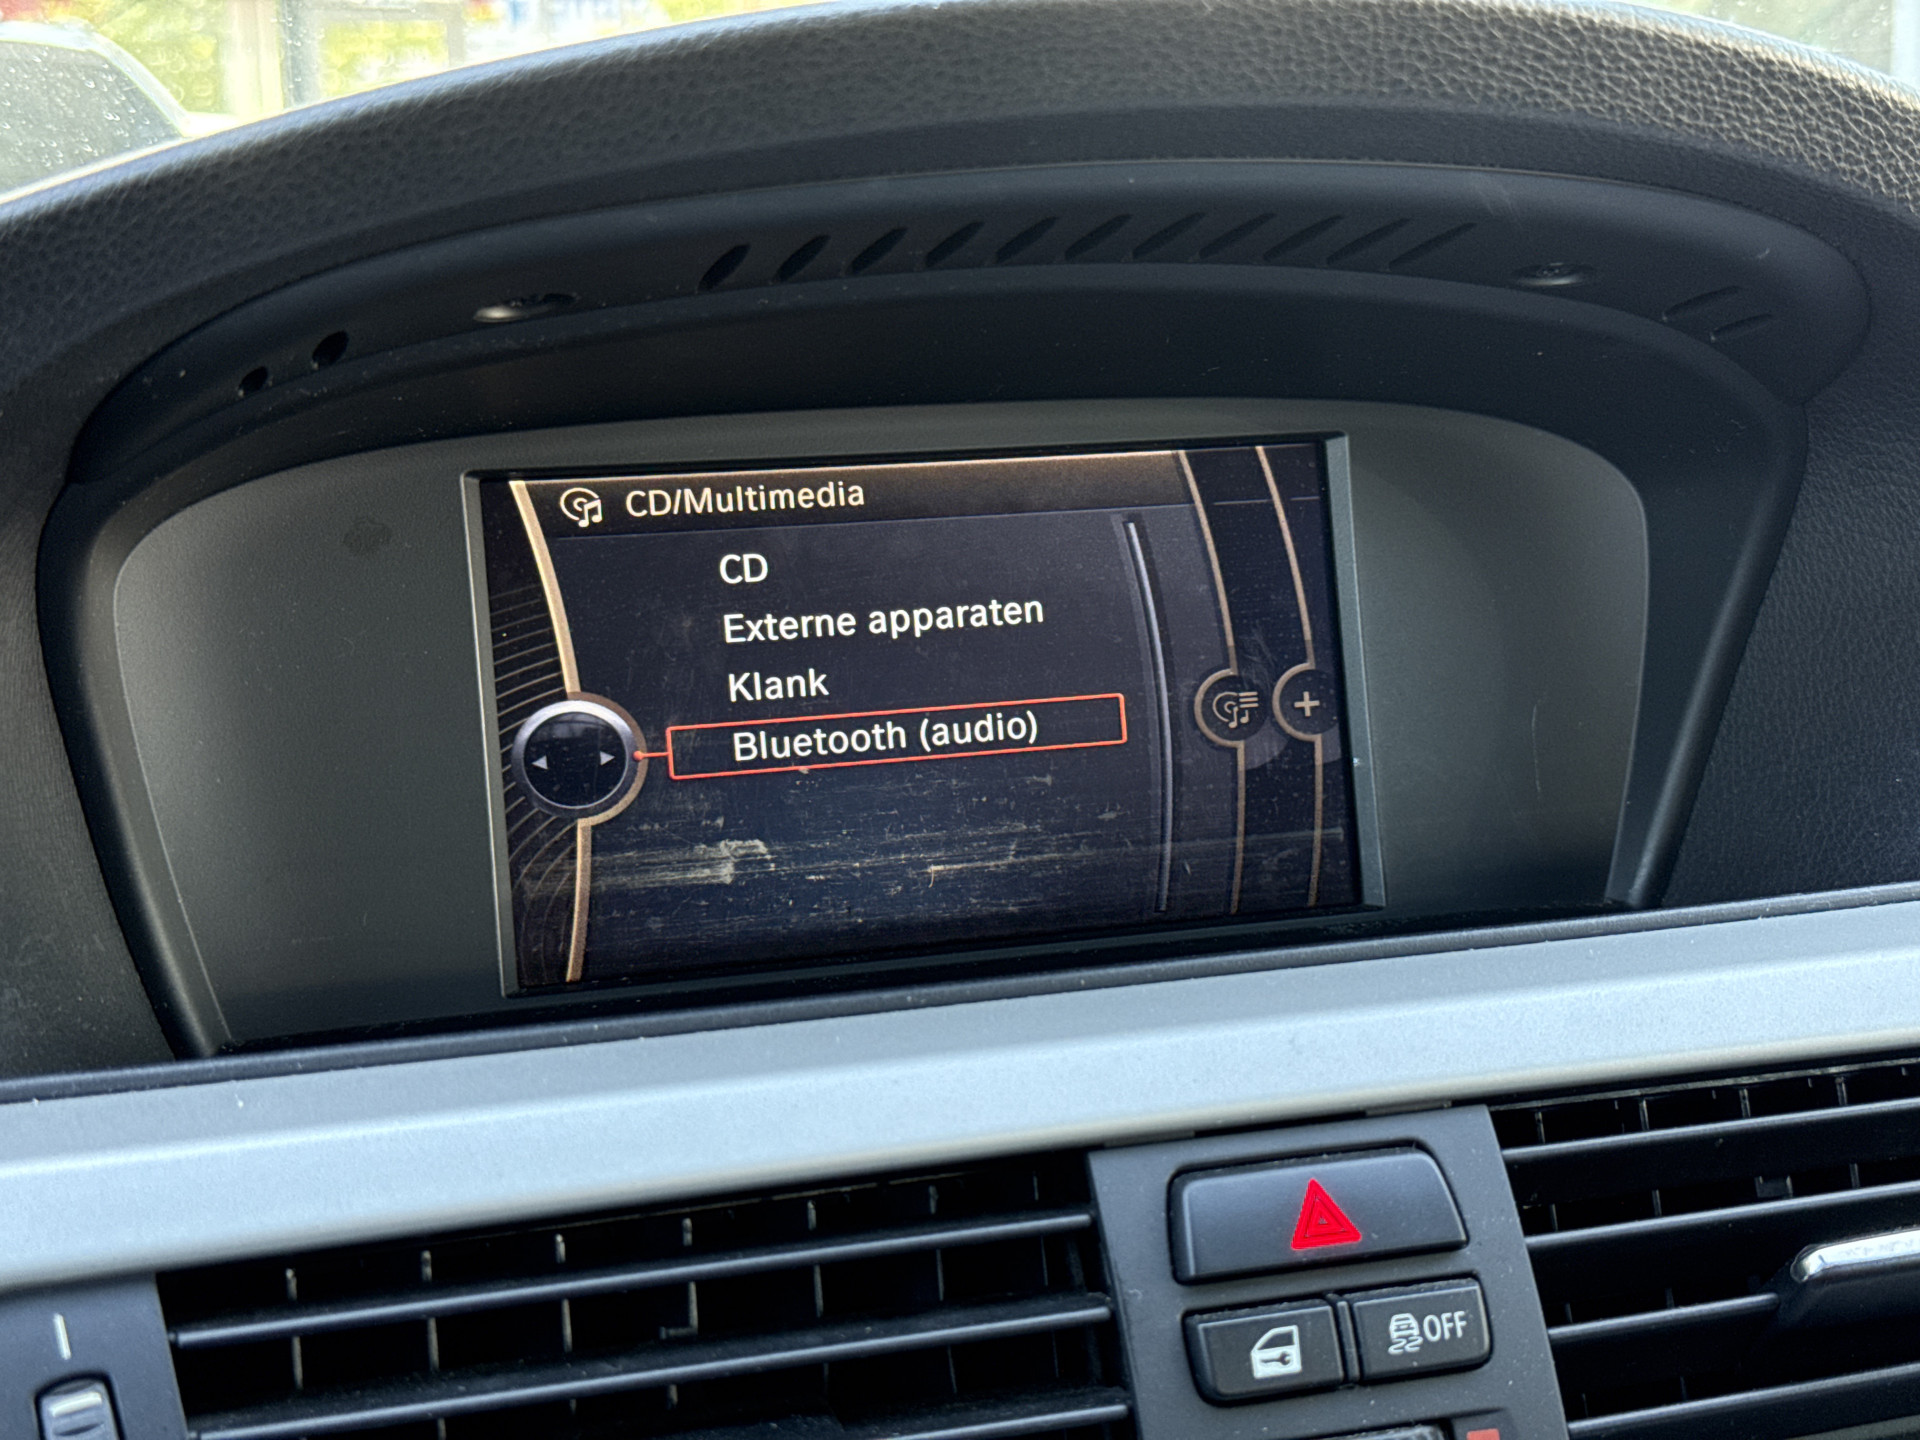 CD/Multimedia
CD
Externe apparaten
Klank
Bluetooth (audio)
OFF